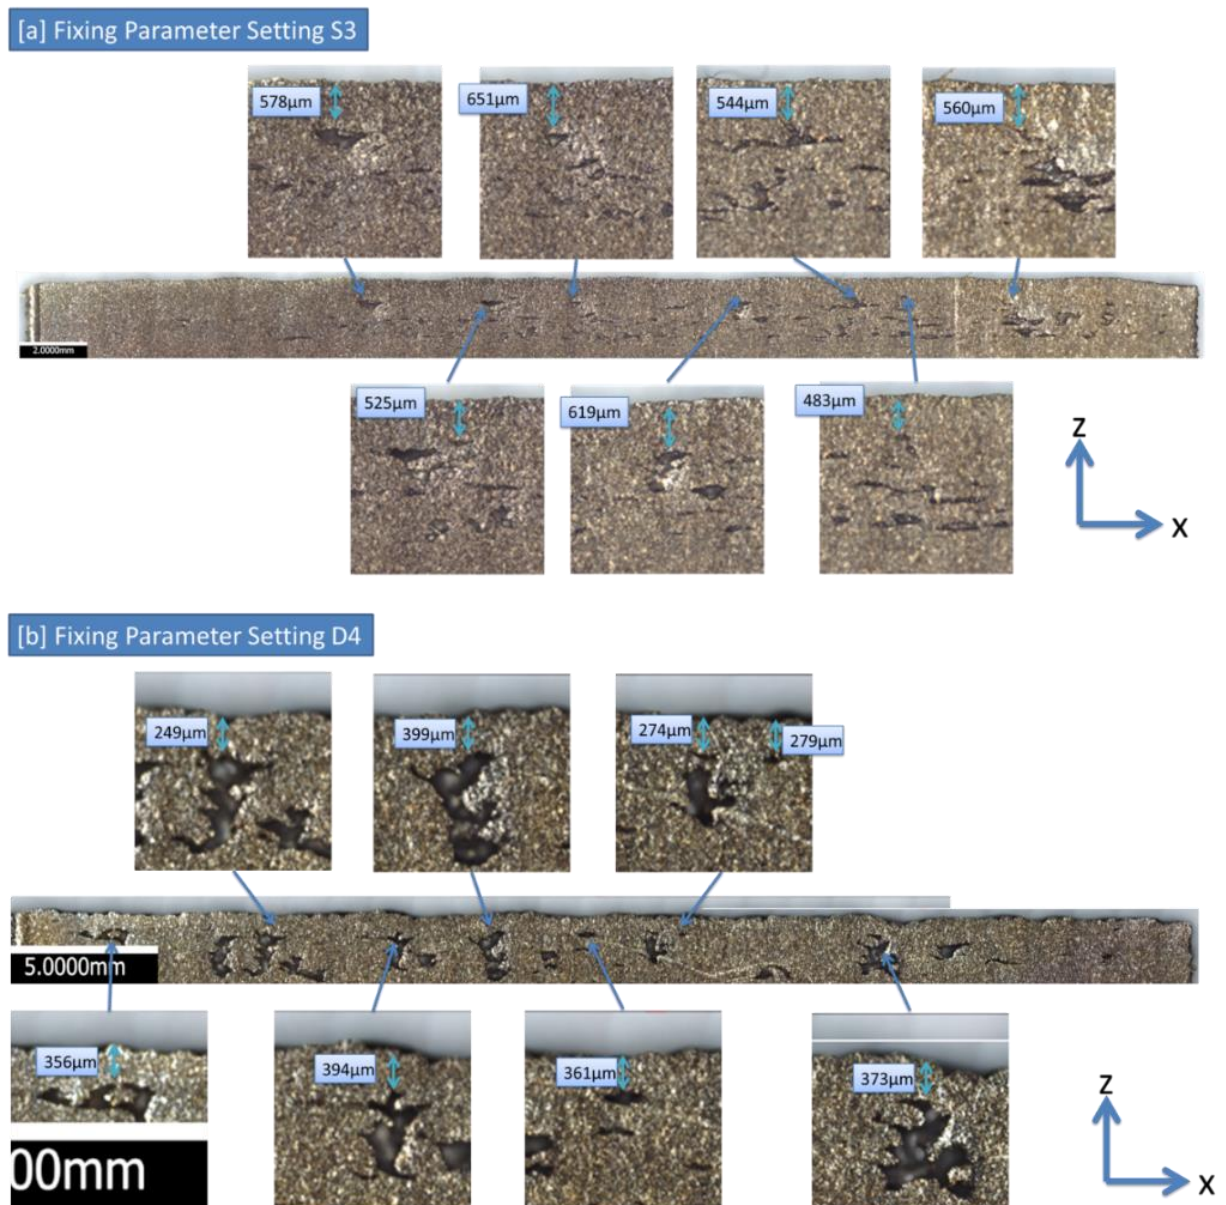 [a] Fixing Parameter Setting S3
578µm
651µm
544µm
560µm
2.0000mm
525µm
619µm
483µm
Z
X
[b] Fixing Parameter Setting D4
249µm
399µm
274µm
279µm
5.0000mm
356µm
394µm
361µm
373µm
00mm
Z
X